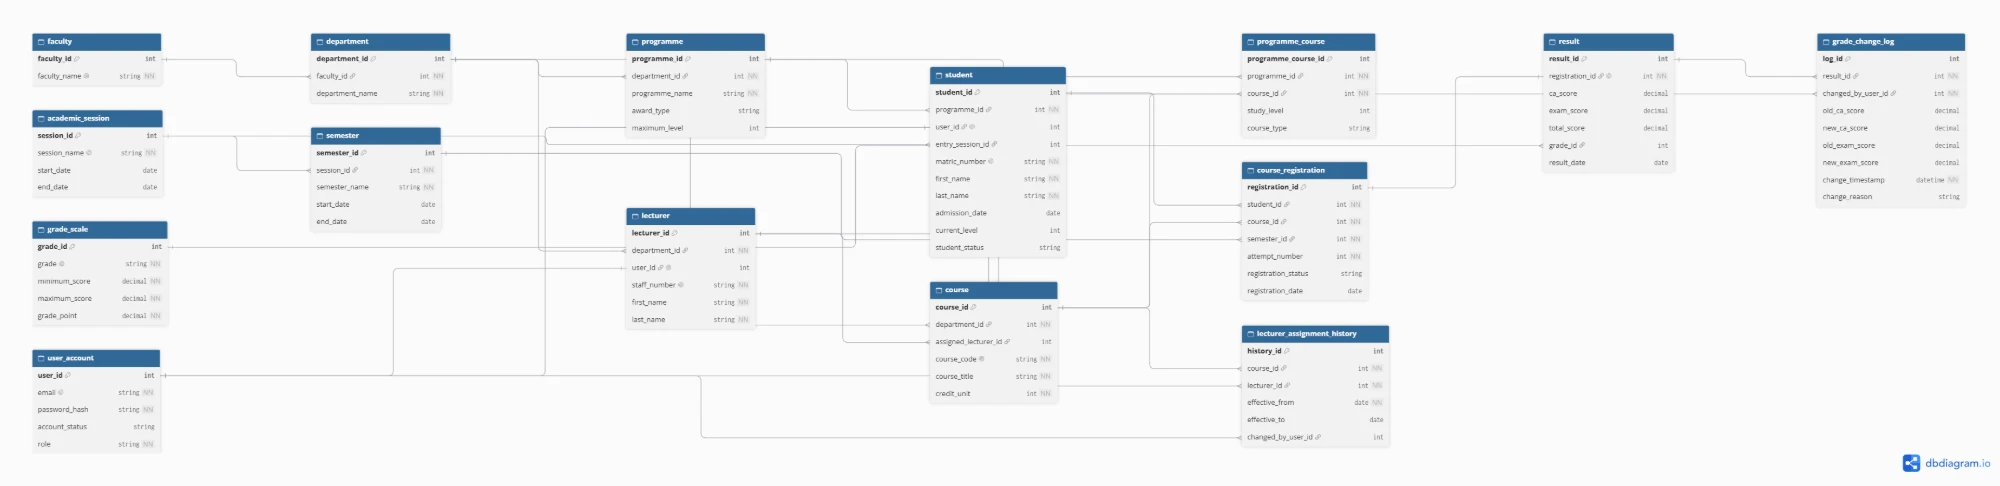 faculty
faculty_id int
faculty_name string NN
academic_session
session_id int
session_name string NN
start_date date
end_date date
grade_scale
grade_id int
grade string NN
minimum_score decimal NN
maximum_score decimal NN
grade_point decimal NN
user_account
user_id int
email string NN
password_hash string NN
account_status string
role string NN
department
department_id int
faculty_id int NN
department_name string NN
semester
semester_id int
session_id int NN
semester_name string NN
start_date date
end_date date
programme
programme_id int
department_id int NN
programme_name string NN
award_type string
maximum_level int
lecturer
lecturer_id int
department_id int NN
user_id int
staff_number string NN
first_name string NN
last_name string NN
student
student_id int
programme_id int NN
user_id int
entry_session_id int
matric_number string NN
first_name string NN
last_name string NN
admission_date date
current_level int
student_status string
course
course_id int
department_id int NN
assigned_lecturer_id int
course_code string NN
course_title string NN
credit_unit int NN
programme_course
programme_course_id int
programme_id int NN
course_id int NN
study_level int
course_type string
course_registration
registration_id int
student_id int NN
course_id int NN
semester_id int NN
attempt_number int NN
registration_status string
registration_date date
lecturer_assignment_history
history_id int
course_id int NN
lecturer_id int NN
effective_from date NN
effective_to date
changed_by_user_id int
result
result_id int
registration_id int NN
ca_score decimal
exam_score decimal
total_score decimal
grade_id int
result_date date
grade_change_log
log_id int
result_id int NN
changed_by_user_id int NN
old_ca_score decimal
new_ca_score decimal
old_exam_score decimal
new_exam_score decimal
change_timestamp datetime NN
change_reason string
dbdiagram.io